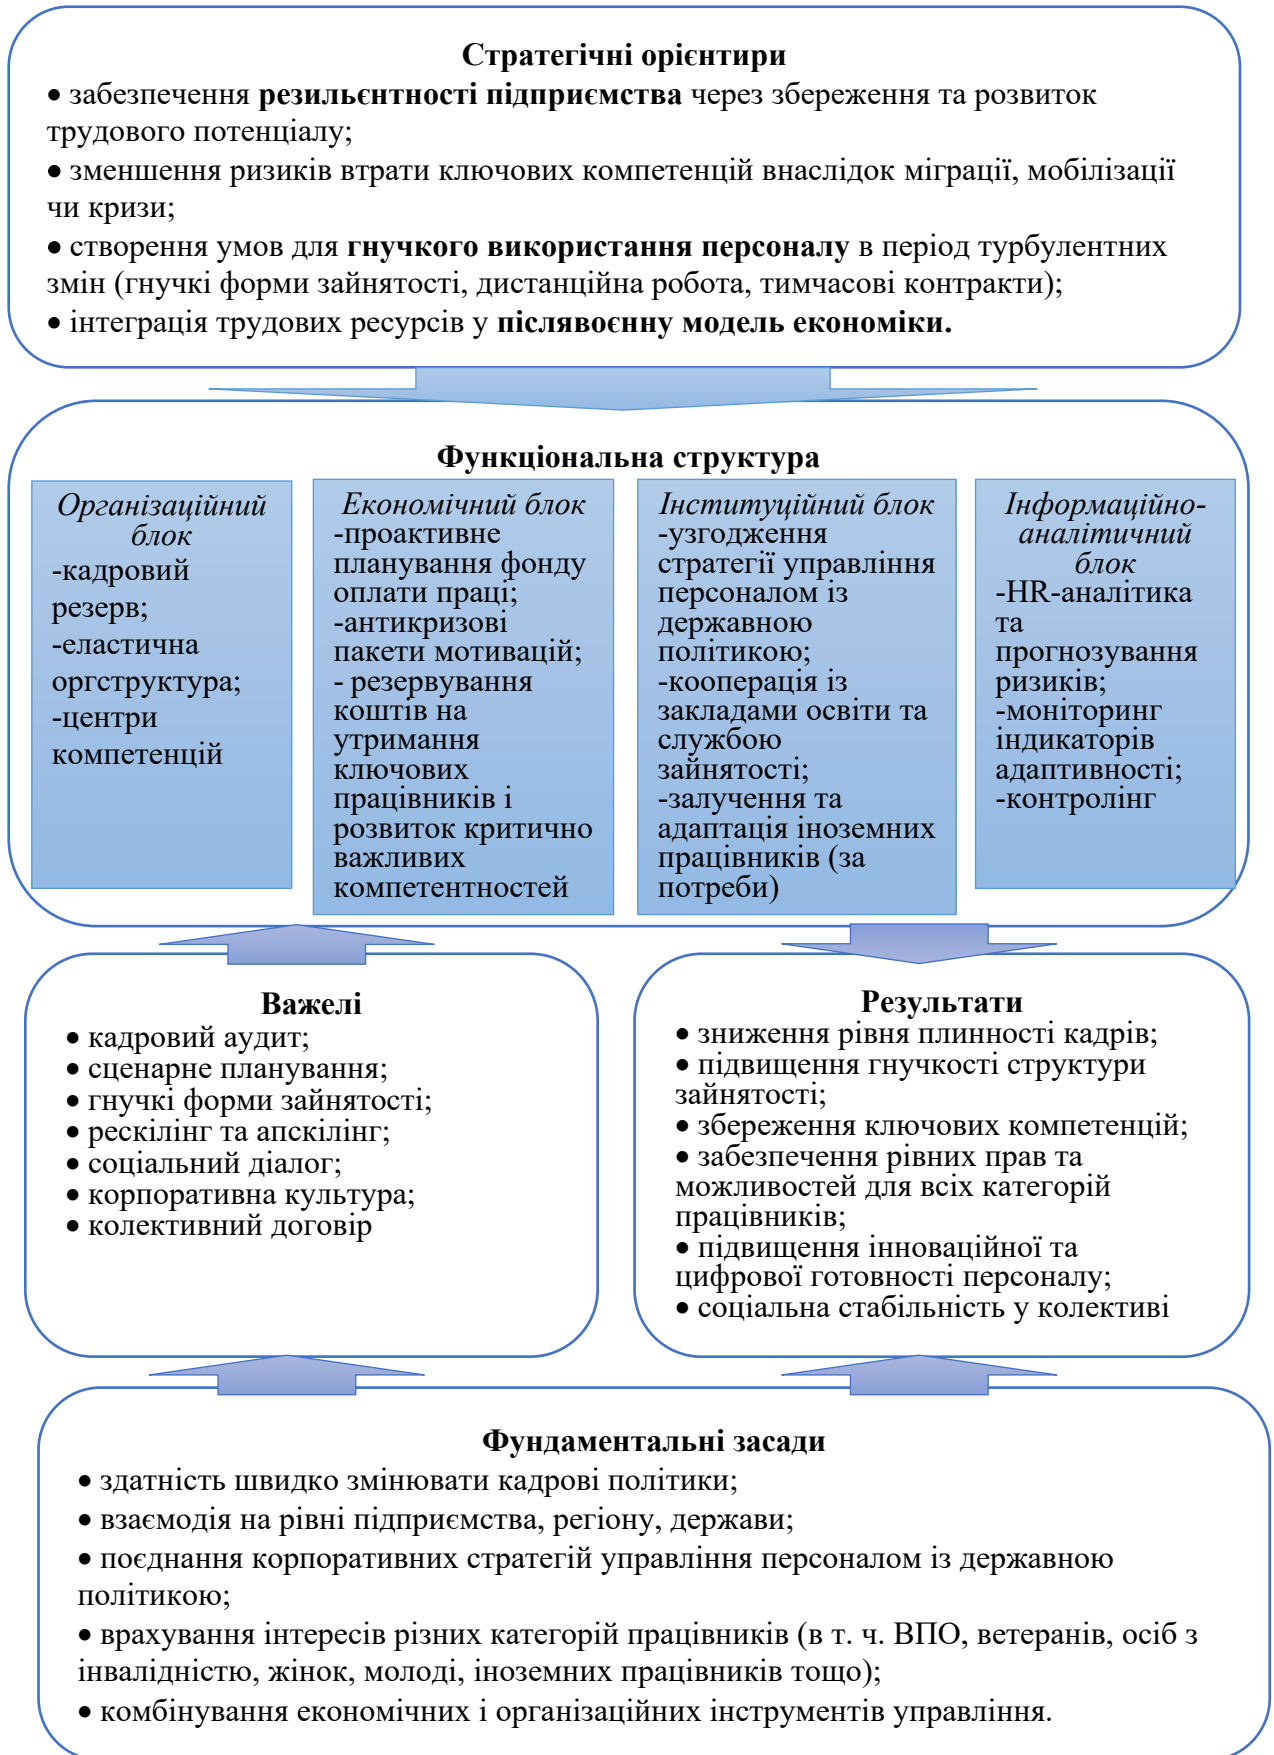 Стратегічні орієнтири
• забезпечення резильєнтності підприємства через збереження та розвиток
трудового потенціалу;
• зменшення ризиків втрати ключових компетенцій внаслідок міграції, мобілізації
чи кризи;
• створення умов для гнучкого використання персоналу в період турбулентних
змін (гнучкі форми зайнятості, дистанційна робота, тимчасові контракти);
• інтеграція трудових ресурсів у післявоєнну модель економіки.
Функціональна структура
Організаційний
блок
-кадровий
резерв;
-еластична
оргструктура;
-центри
компетенцій
Економічний блок
-проактивне
планування фонду
оплати праці;
-антикризові
пакети мотивацій;
- резервування
коштів на
утримання
ключових
працівників і
розвиток критично
важливих
компетентностей
Інституційний блок
-узгодження
стратегії управління
персоналом із
державною
політикою;
-кооперація із
закладами освіти та
службою
зайнятості;
-залучення та
адаптація іноземних
працівників (за
потреби)
Інформаційно-
аналітичний
блок
-HR-аналітика
та
прогнозування
ризиків;
-моніторинг
індикаторів
адаптивності;
-контролінг
Важелі
• кадровий аудит;
• сценарне планування;
• гнучкі форми зайнятості;
• рескілінг та апскілінг;
• соціальний діалог;
• корпоративна культура;
• колективний договір
Результати
• зниження рівня плинності кадрів;
• підвищення гнучкості структури
зайнятості;
• збереження ключових компетенцій;
• забезпечення рівних прав та
можливостей для всіх категорій
працівників;
• підвищення інноваційної та
цифрової готовності персоналу;
• соціальна стабільність у колективі
Фундаментальні засади
• здатність швидко змінювати кадрові політики;
• взаємодія на рівні підприємства, регіону, держави;
• поєднання корпоративних стратегій управління персоналом із державною
політикою;
• врахування інтересів різних категорій працівників (в т. ч. ВПО, ветеранів, осіб з
інвалідністю, жінок, молоді, іноземних працівників тощо);
• комбінування економічних і організаційних інструментів управління.